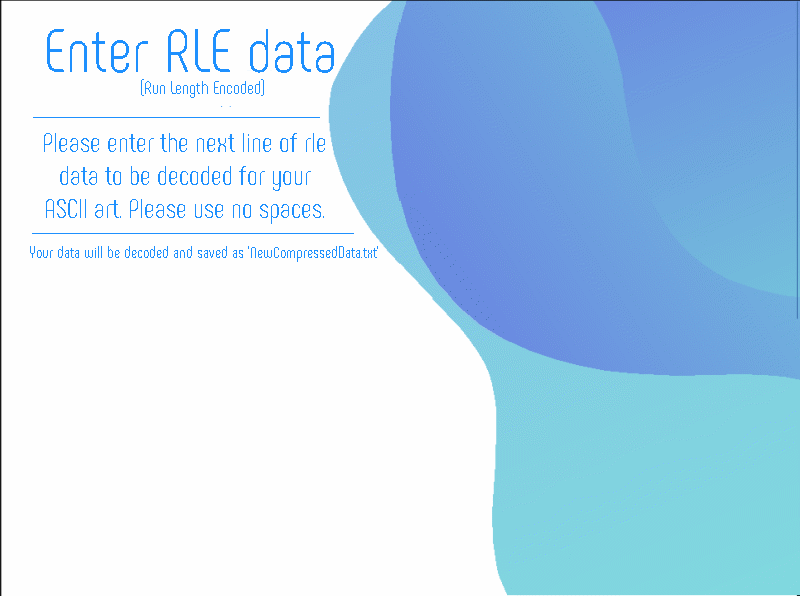 Enter RLE data
(Run Length Encoded)
Please enter the next line of rle
data to be decoded for your
ASCII art. Please use no spaces.
Your data will be decoded and saved as 'NewCompressedData.txt'